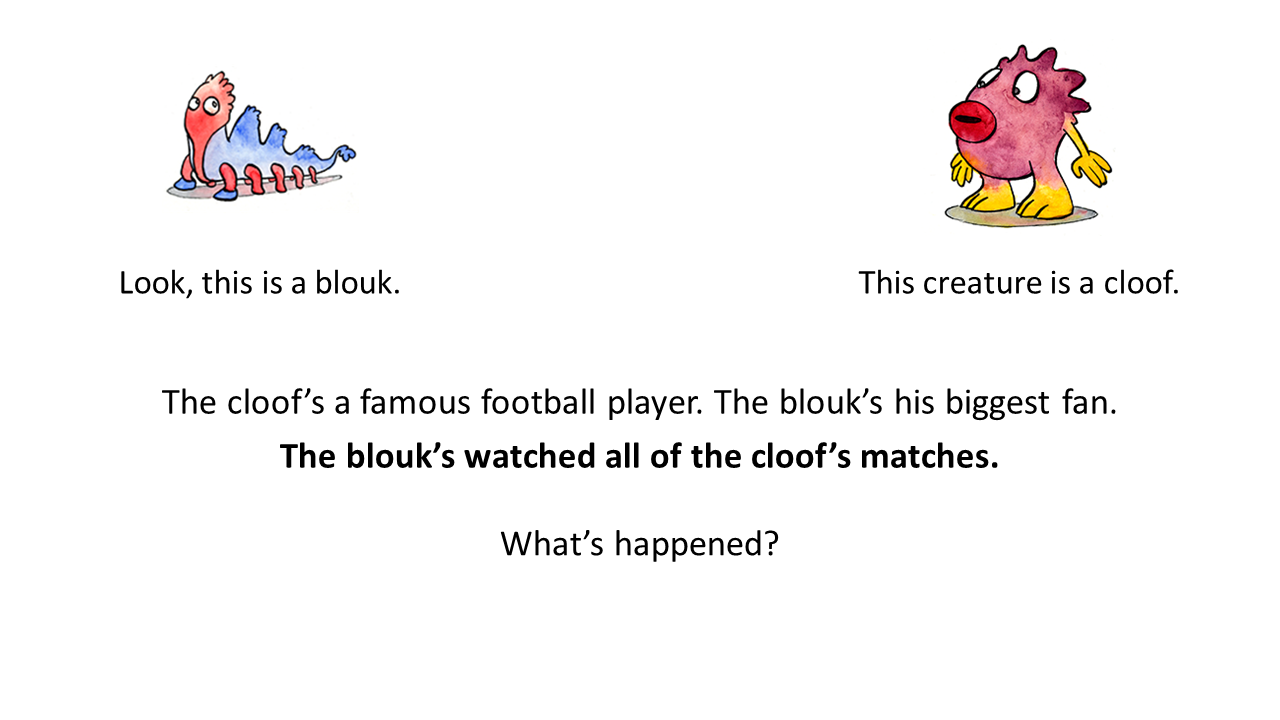 Look, this is a blouk.
This creature is a cloof.
The cloof’s a famous football player. The blouk’s his biggest fan.
The blouk’s watched all of the cloof’s matches.
What’s happened?